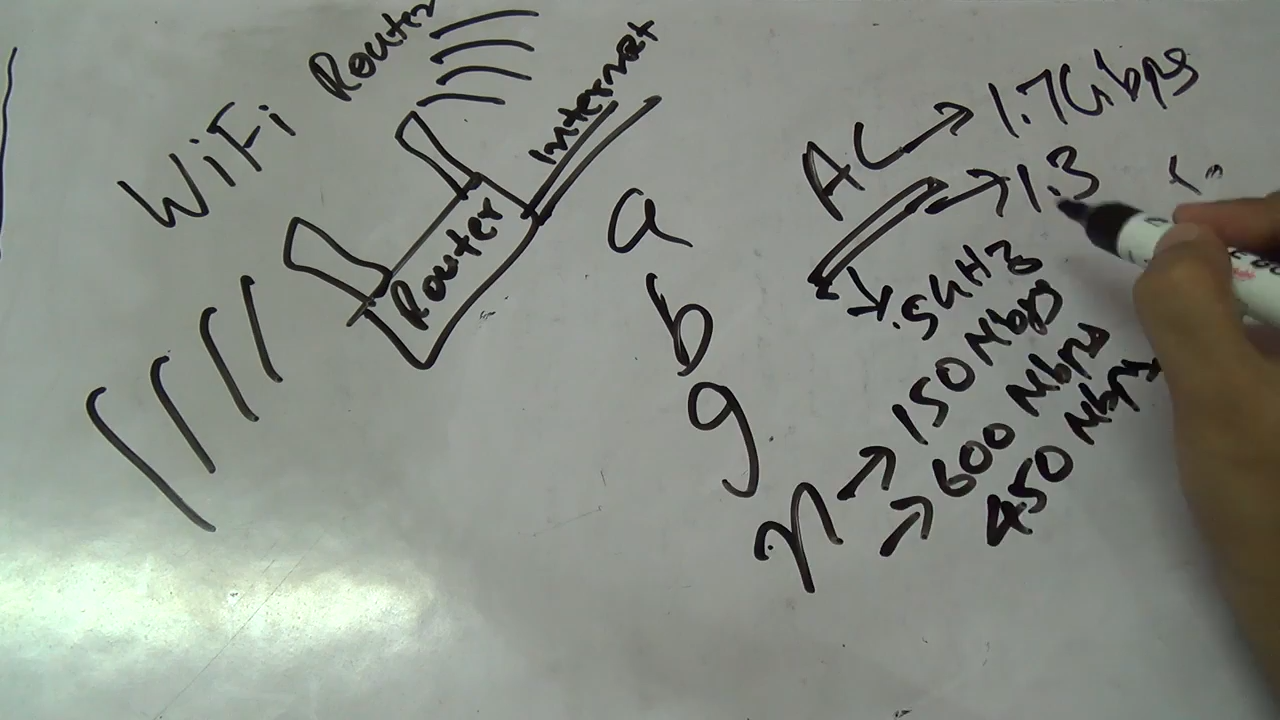 WiFi Router
Router
Internet
a
b
g
n
AC
1.7Gbps
1.3
5GHz
150 Mbps
600 Mbps
450 Mbps